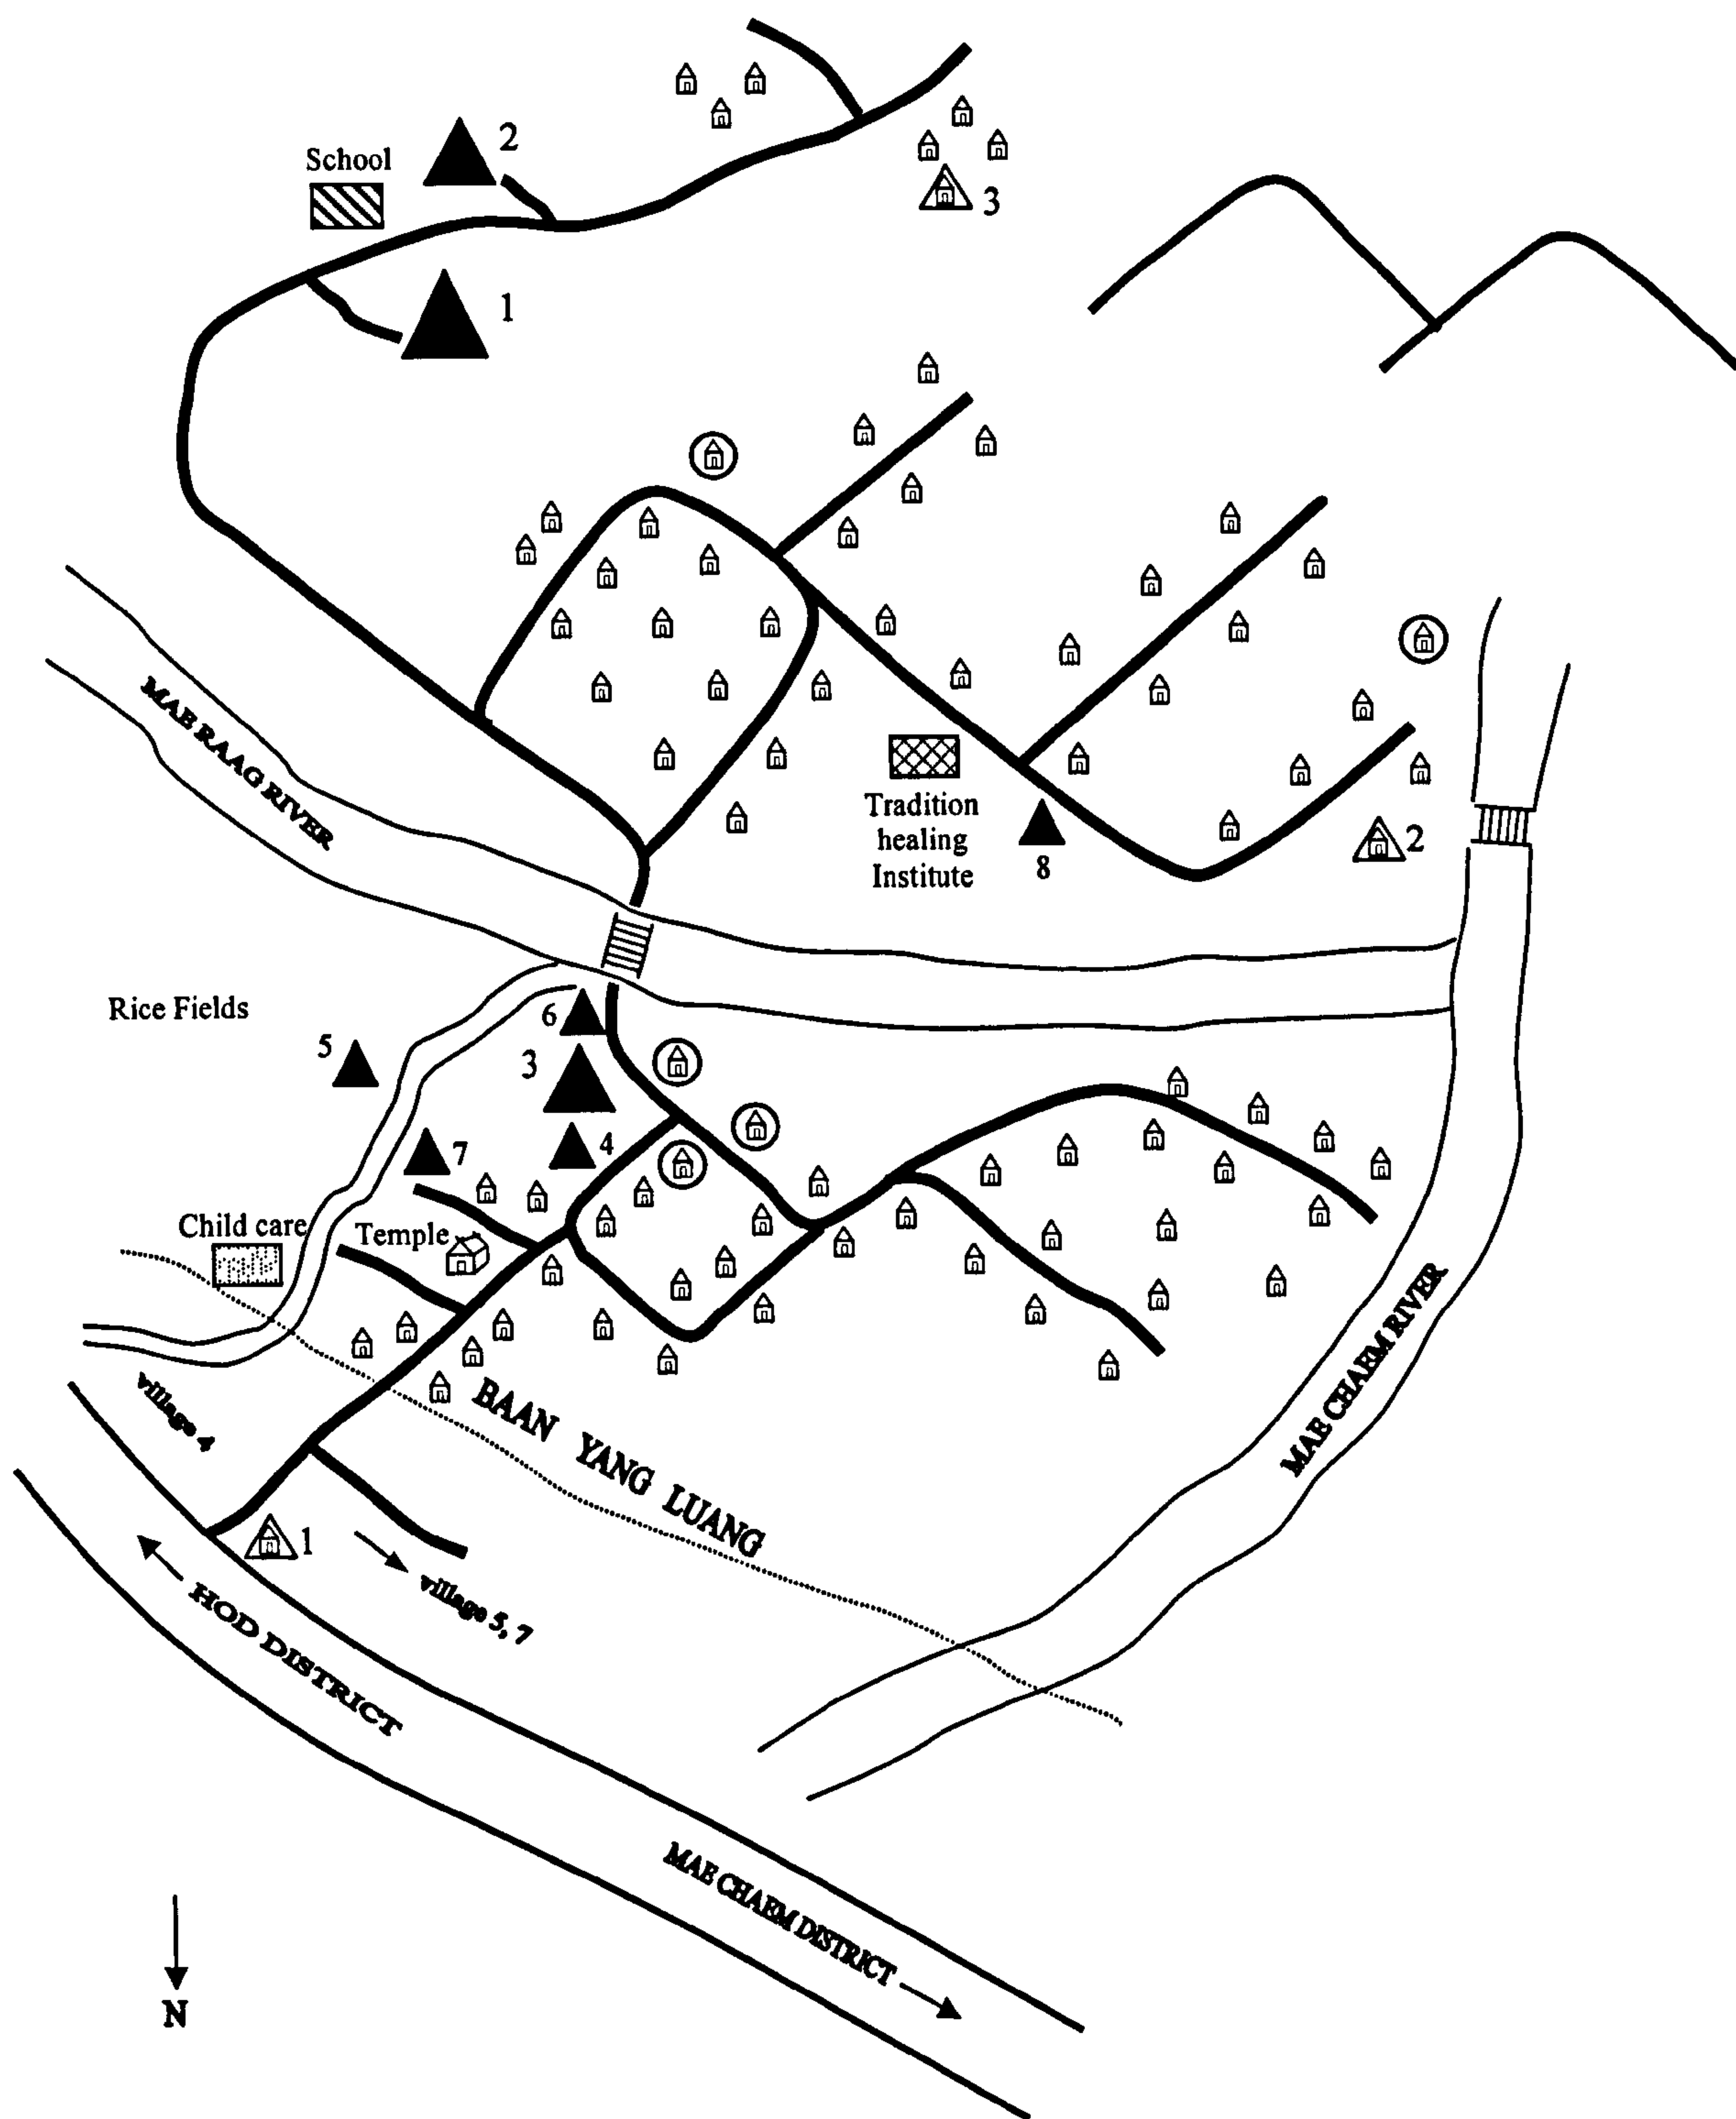 2
School
3
1
MAE RAAG RIVER
Tradition
healing
Institute
8
2
Rice Fields
6
5
3
7
4
Child care
Temple
village 4
BAAN YANG LUANG
MAE CHAEM RIVER
1
village 5, 7
HOD DISTRICT
MAE CHAEM DISTRICT
N